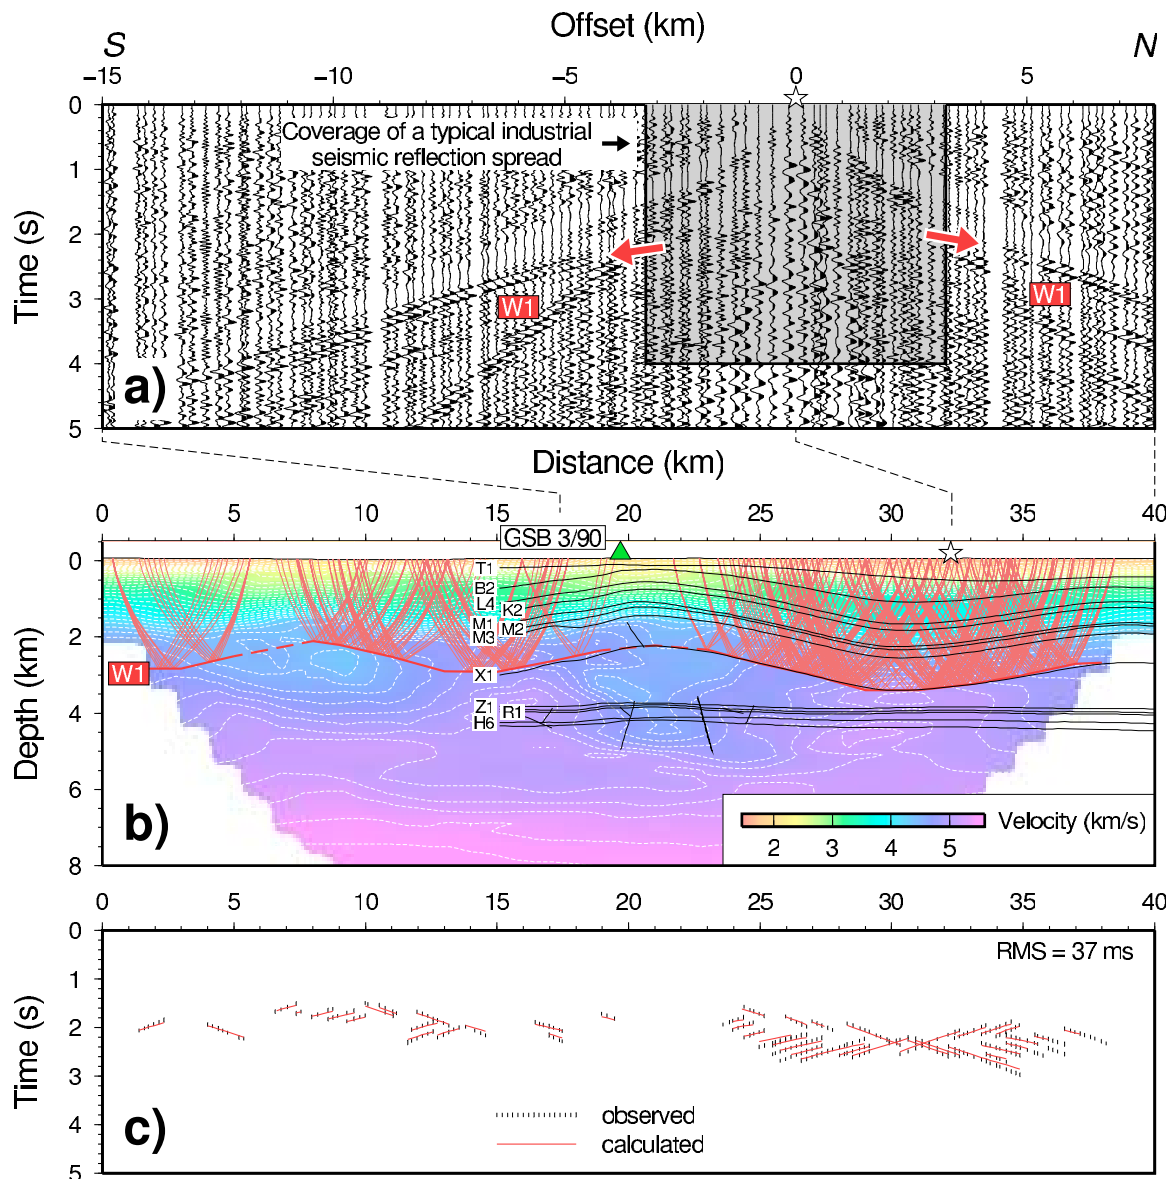 Offset (km)
S
N
−15 −10 −5 0 5
0
1
2
3
4
5
Time (s)
Coverage of a typical industrial
seismic reflection spread
W1
W1
a)
Distance (km)
0 5 10 15 20 25 30 35 40
GSB 3/90
0
2
4
6
8
Depth (km)
T1
B2
L4
K2
M1
M2
M3
W1
X1
Z1
R1
H6
b)
Velocity (km/s)
2 3 4 5
0 5 10 15 20 25 30 35 40
0
1
2
3
4
5
Time (s)
RMS = 37 ms
c)
observed
calculated